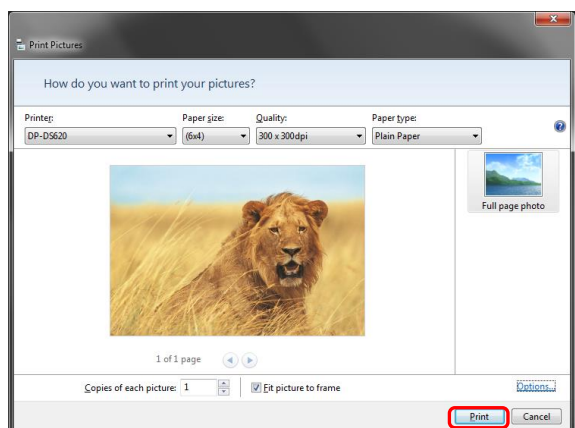 Print Pictures
How do you want to print your pictures?
Printer: Paper size: Quality: Paper type:
DP-DS620 (6x4) 300 x 300dpi Plain Paper
Full page photo
1 of 1 page
Copies of each picture: 1 Fit picture to frame Options...
Print Cancel